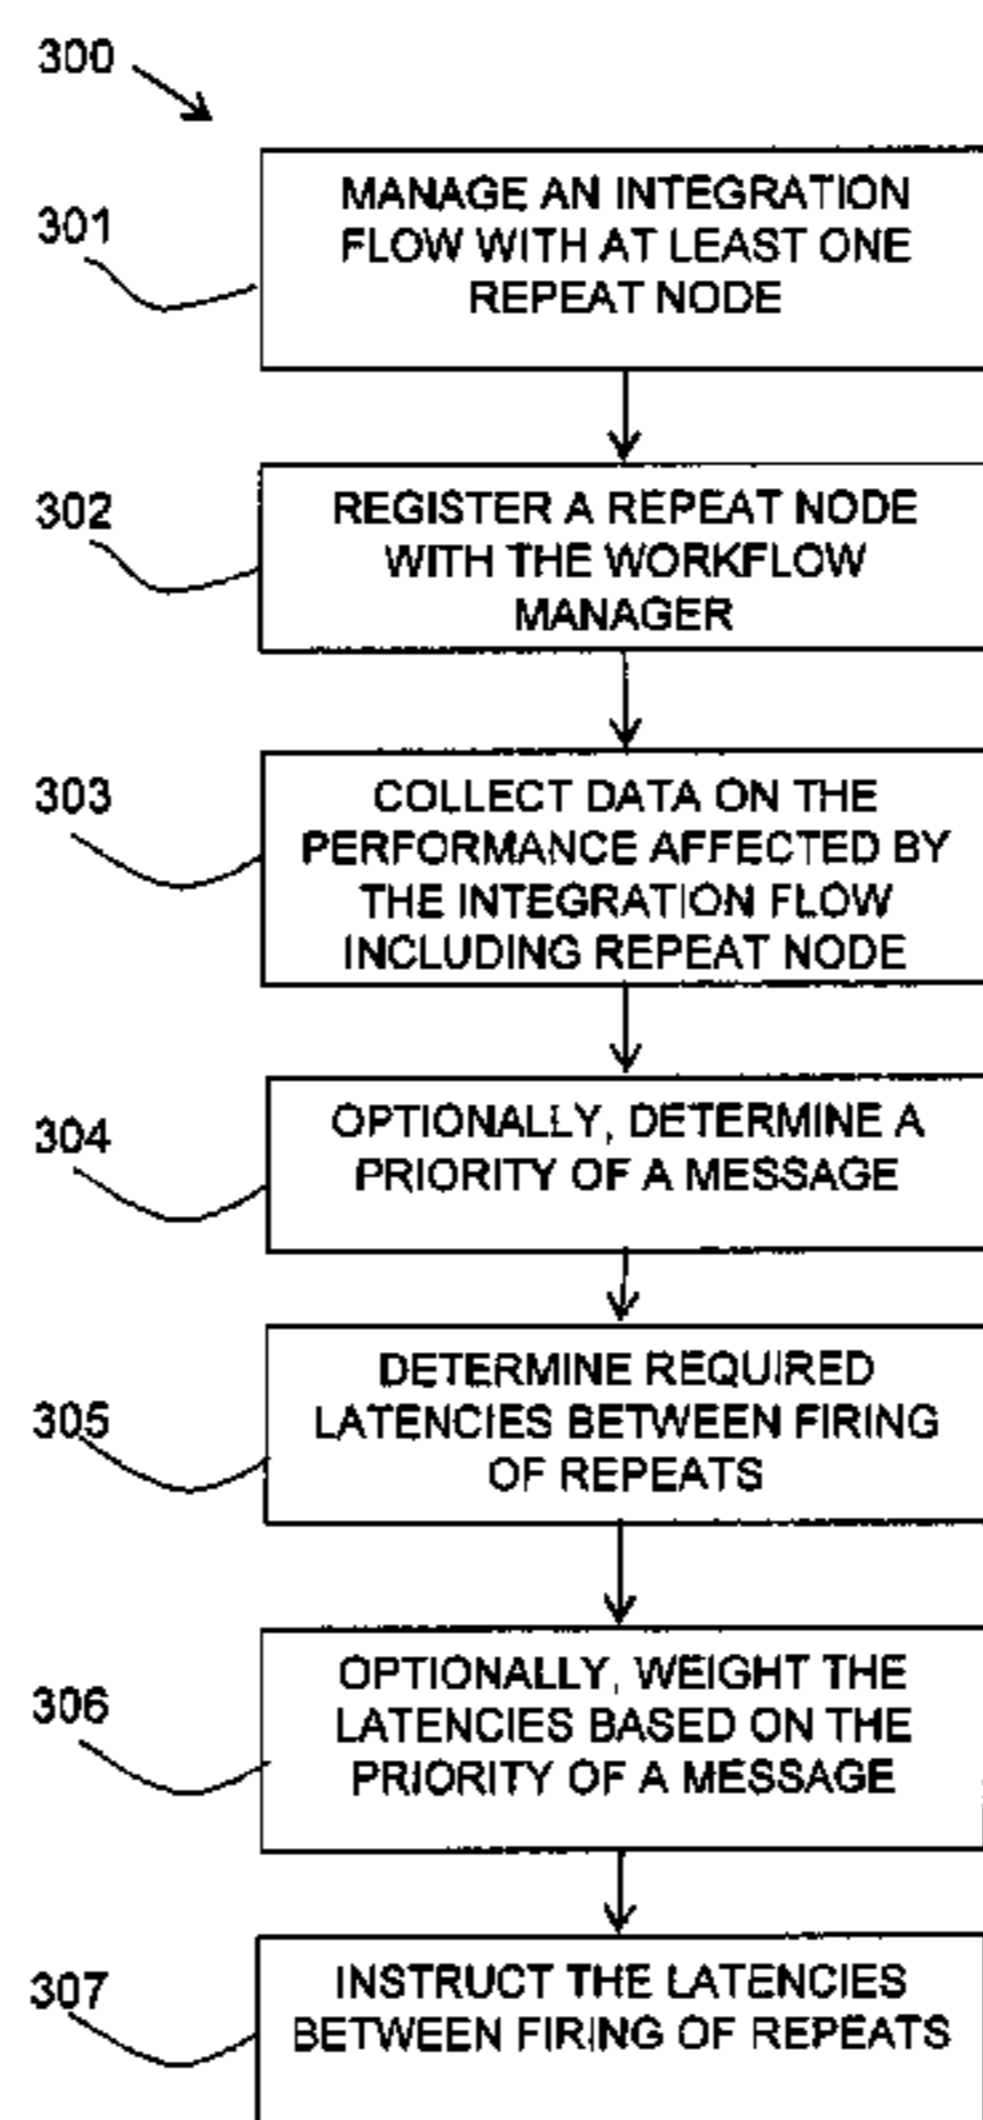 300
301
MANAGE AN INTEGRATION
FLOW WITH AT LEAST ONE
REPEAT NODE
302
REGISTER A REPEAT NODE
WITH THE WORKFLOW
MANAGER
303
COLLECT DATA ON THE
PERFORMANCE AFFECTED BY
THE INTEGRATION FLOW
INCLUDING REPEAT NODE
304
OPTIONALLY, DETERMINE A
PRIORITY OF A MESSAGE
305
DETERMINE REQUIRED
LATENCIES BETWEEN FIRING
OF REPEATS
306
OPTIONALLY, WEIGHT THE
LATENCIES BASED ON THE
PRIORITY OF A MESSAGE
307
INSTRUCT THE LATENCIES
BETWEEN FIRING OF REPEATS